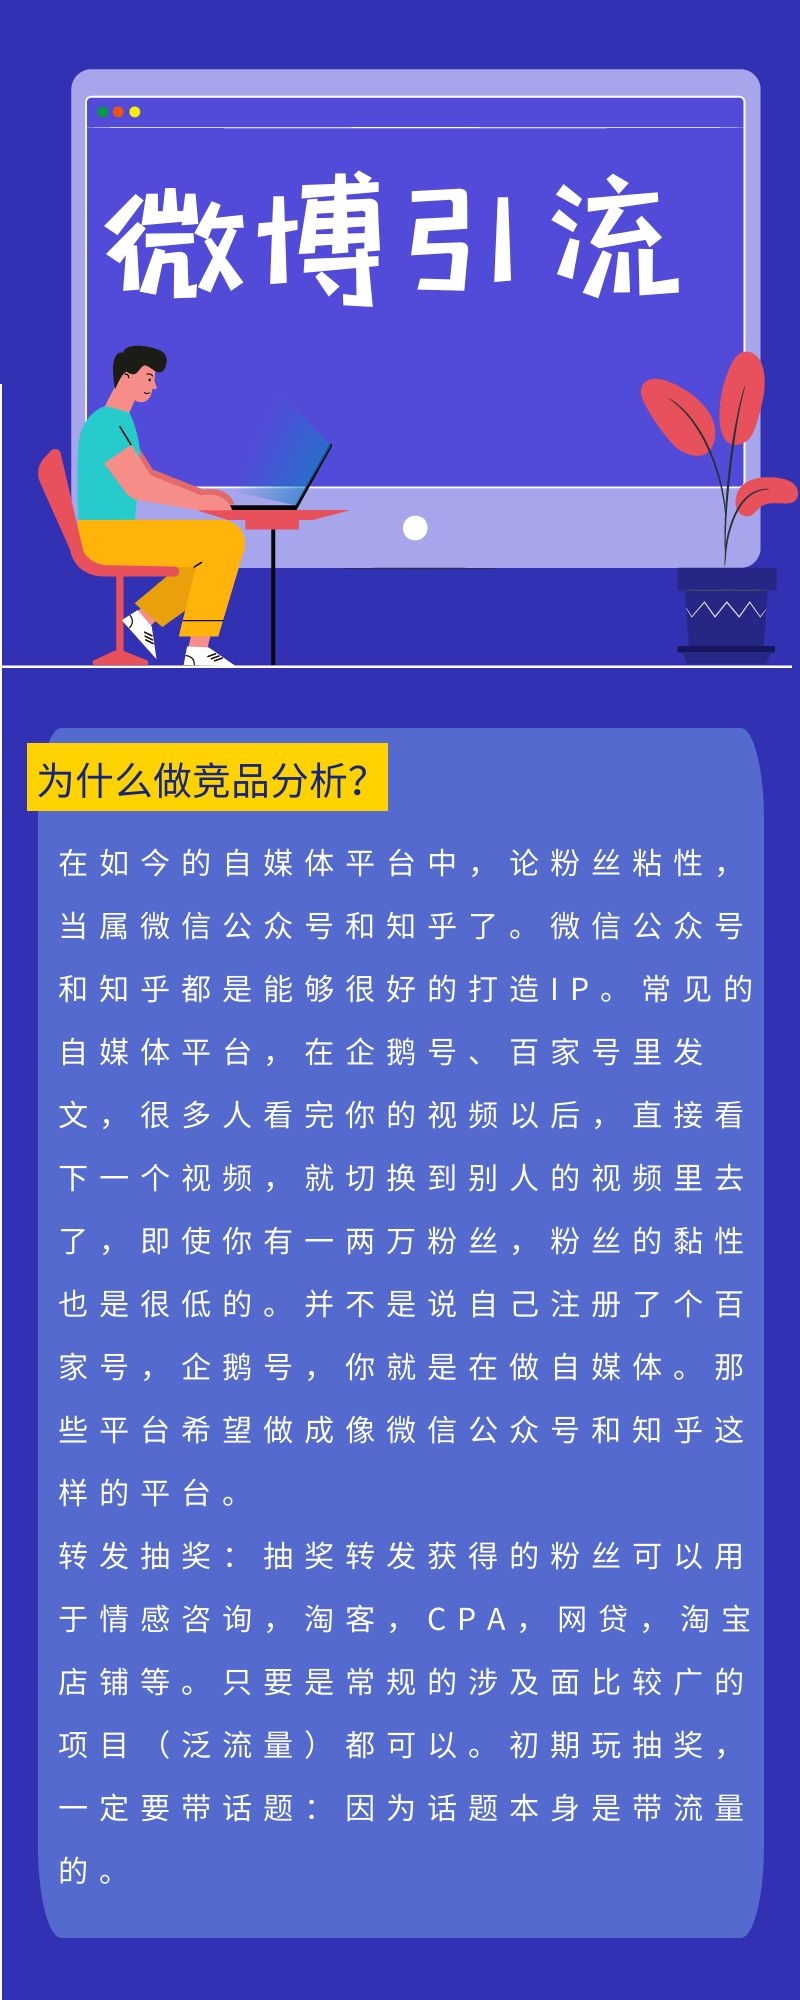 微博引流
为什么做竞品分析？
在如今的自媒体平台中，论粉丝粘性，
当属微信公众号和知乎了。微信公众号
和知乎都是能够很好的打造IP。常见的
自媒体平台，在企鹅号、百家号里发
文，很多人看完你的视频以后，直接看
下一个视频，就切换到别人的视频里去
了，即使你有一两万粉丝，粉丝的黏性
也是很低的。并不是说自己注册了个百
家号，企鹅号，你就是在做自媒体。那
些平台希望做成像微信公众号和知乎这
样的平台。
转发抽奖：抽奖转发获得的粉丝可以用
于情感咨询，淘客，CPA，网贷，淘宝
店铺等。只要是常规的涉及面比较广的
项目（泛流量）都可以。初期玩抽奖，
一定要带话题：因为话题本身是带流量
的。